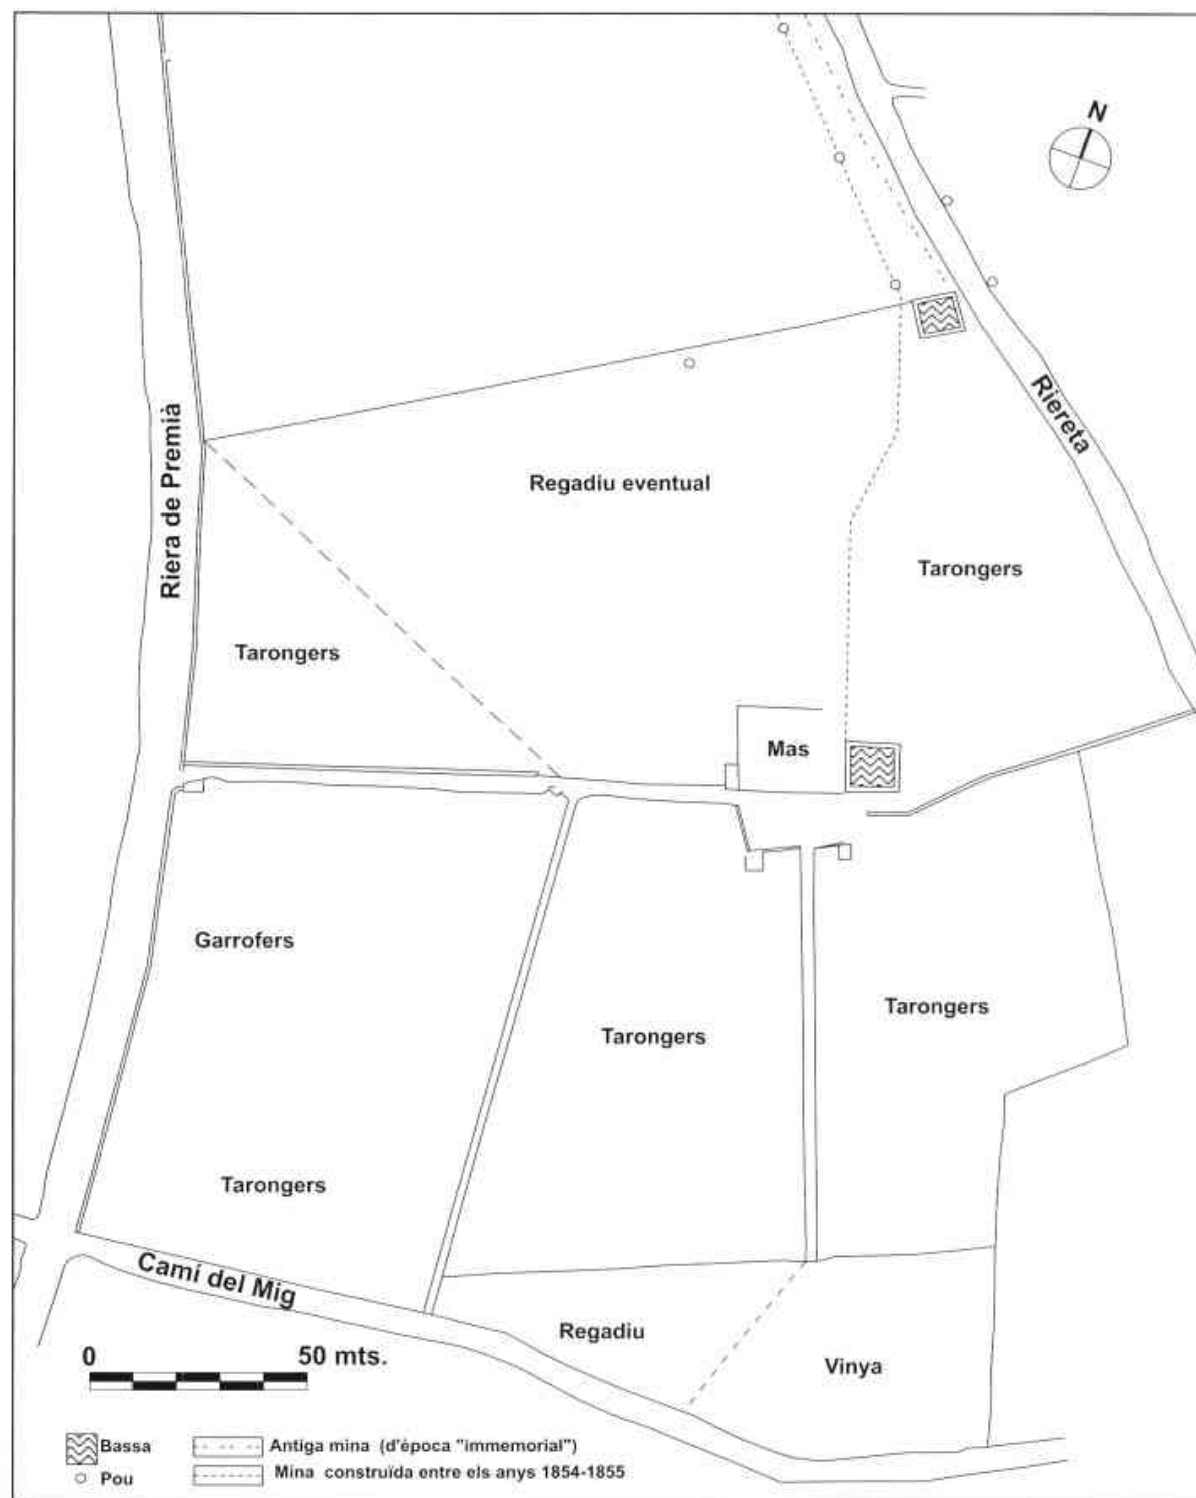 N
Riera de Premià
Riereta
Regadiu eventual
Tarongers
Tarongers
Mas
Garrofers
Tarongers
Tarongers
Tarongers
Camí del Mig
Regadiu
Vinya
0 50 mts.
Bassa
Pou
Antiga mina (d'época "immemorial")
Mina construïda entre els anys 1854-1855